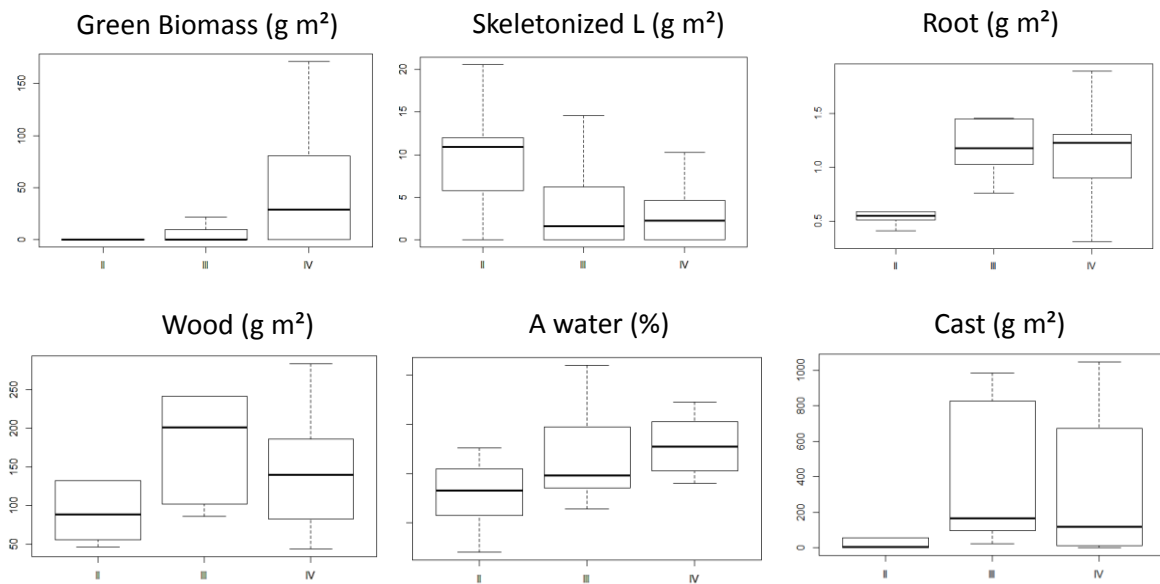 Green Biomass (g m²)
150
100
50
0
II III IV
Skeletonized L (g m²)
20
15
10
5
0
II III IV
Root (g m²)
1.5
1.0
0.5
II III IV
Wood (g m²)
250
200
150
100
50
II III IV
A water (%)
II III IV
Cast (g m²)
1000
800
600
400
200
0
II III IV